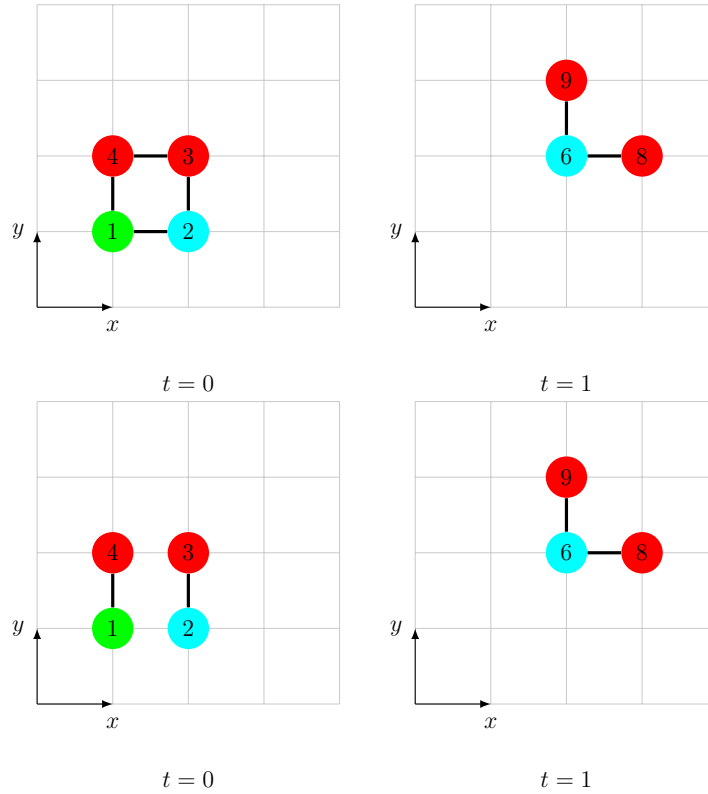 9
4 3 6 8
y 1 2 y
x x
t = 0 t = 1
9
4 3 6 8
y 1 2 y
x x
t = 0 t = 1